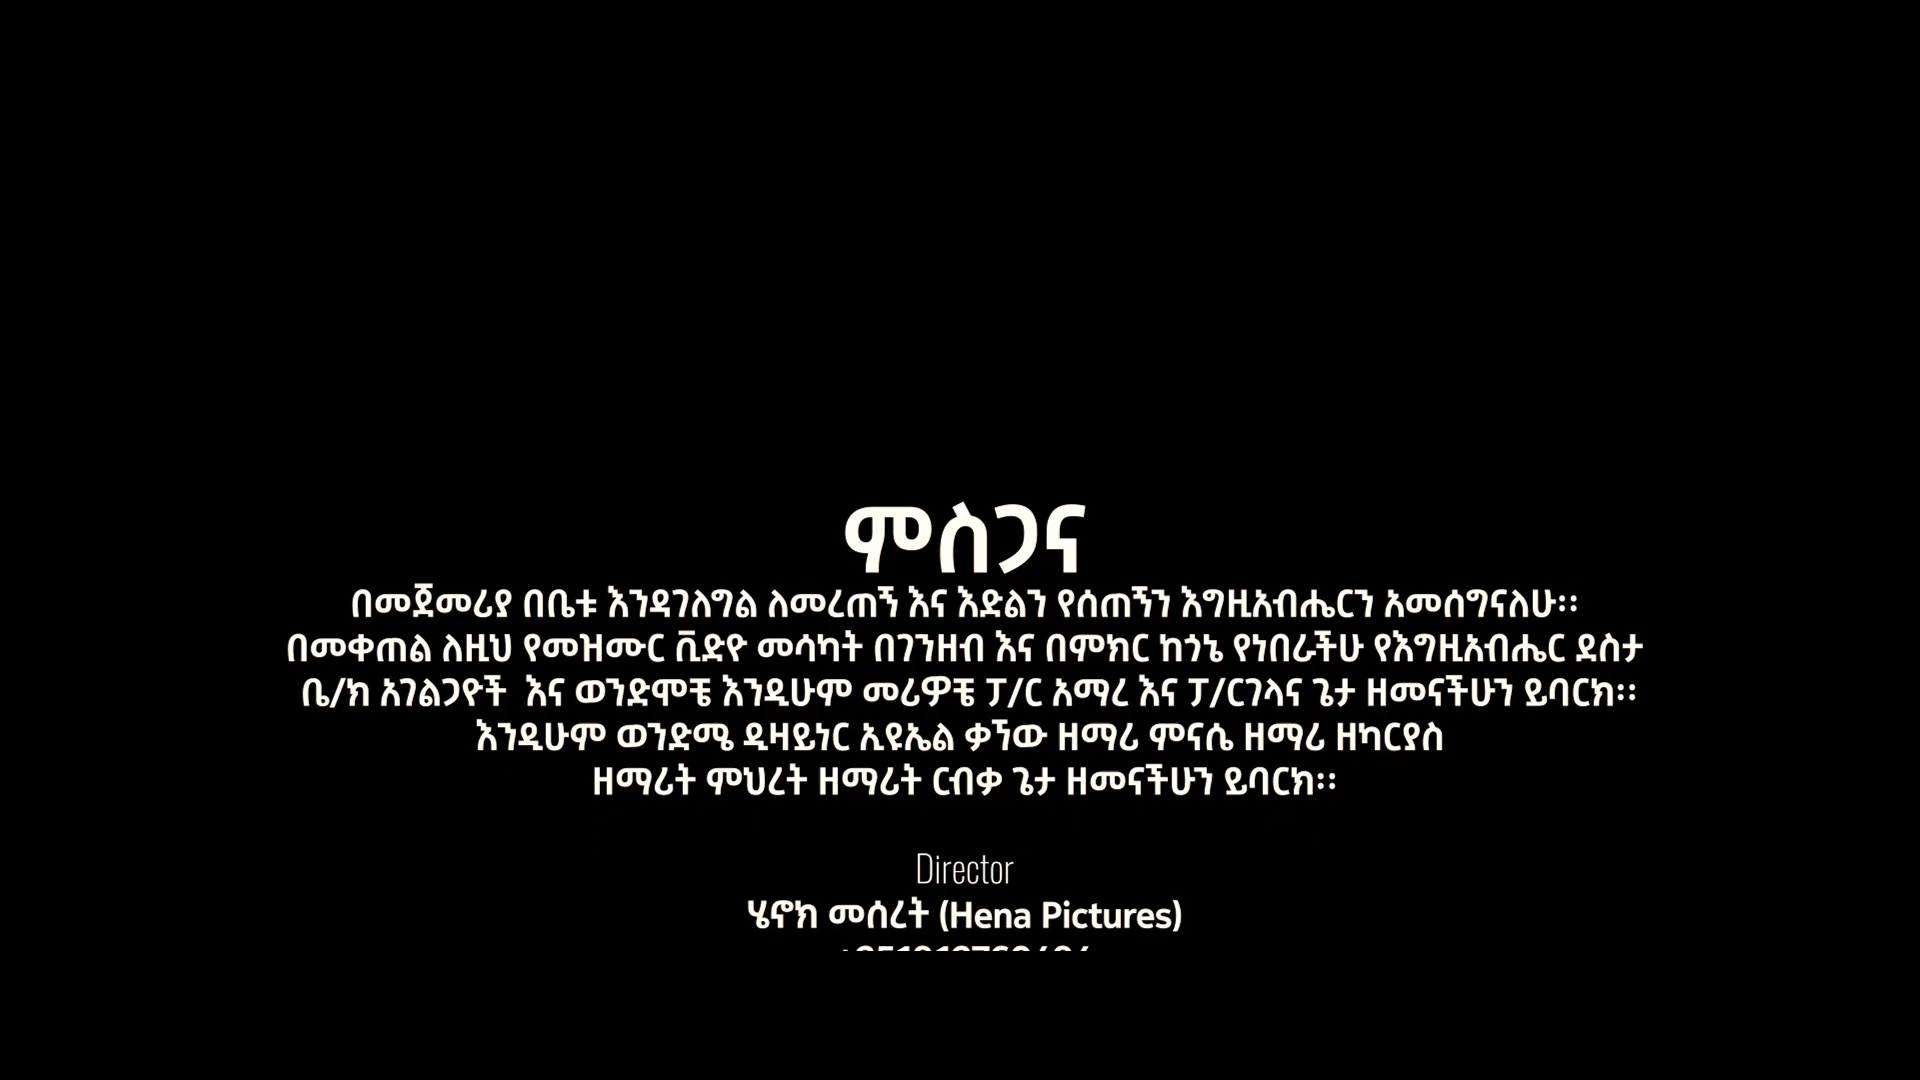 ምስጋና
በመጀመሪያ በቤቱ እንዳገለግል ለመረጠኝ እና እድልን የሰጠኝን እግዚአብሔርን አመሰግናለሁ፡፡
በመቀጠል ለዚህ የመዝሙር ቪድዮ መሳካት በገንዘብ እና በምክር ከጎኔ የነበራችሁ የእግዚአብሔር ደስታ
ቤ/ክ አገልጋዮች እና ወንድሞቼ እንዲሁም መሪዎቼ ፓ/ር አማረ እና ፓ/ርገላና ጌታ ዘመናችሁን ይባርክ፡፡
እንዲሁም ወንድሜ ዲዛይነር ኢዩኤል ቃኘው ዘማሪ ምናሴ ዘማሪ ዘካርያስ
ዘማሪት ምህረት ዘማሪት ርብቃ ጌታ ዘመናችሁን ይባርክ፡፡
Director
ሄኖክ መሰረት (Hena Pictures)